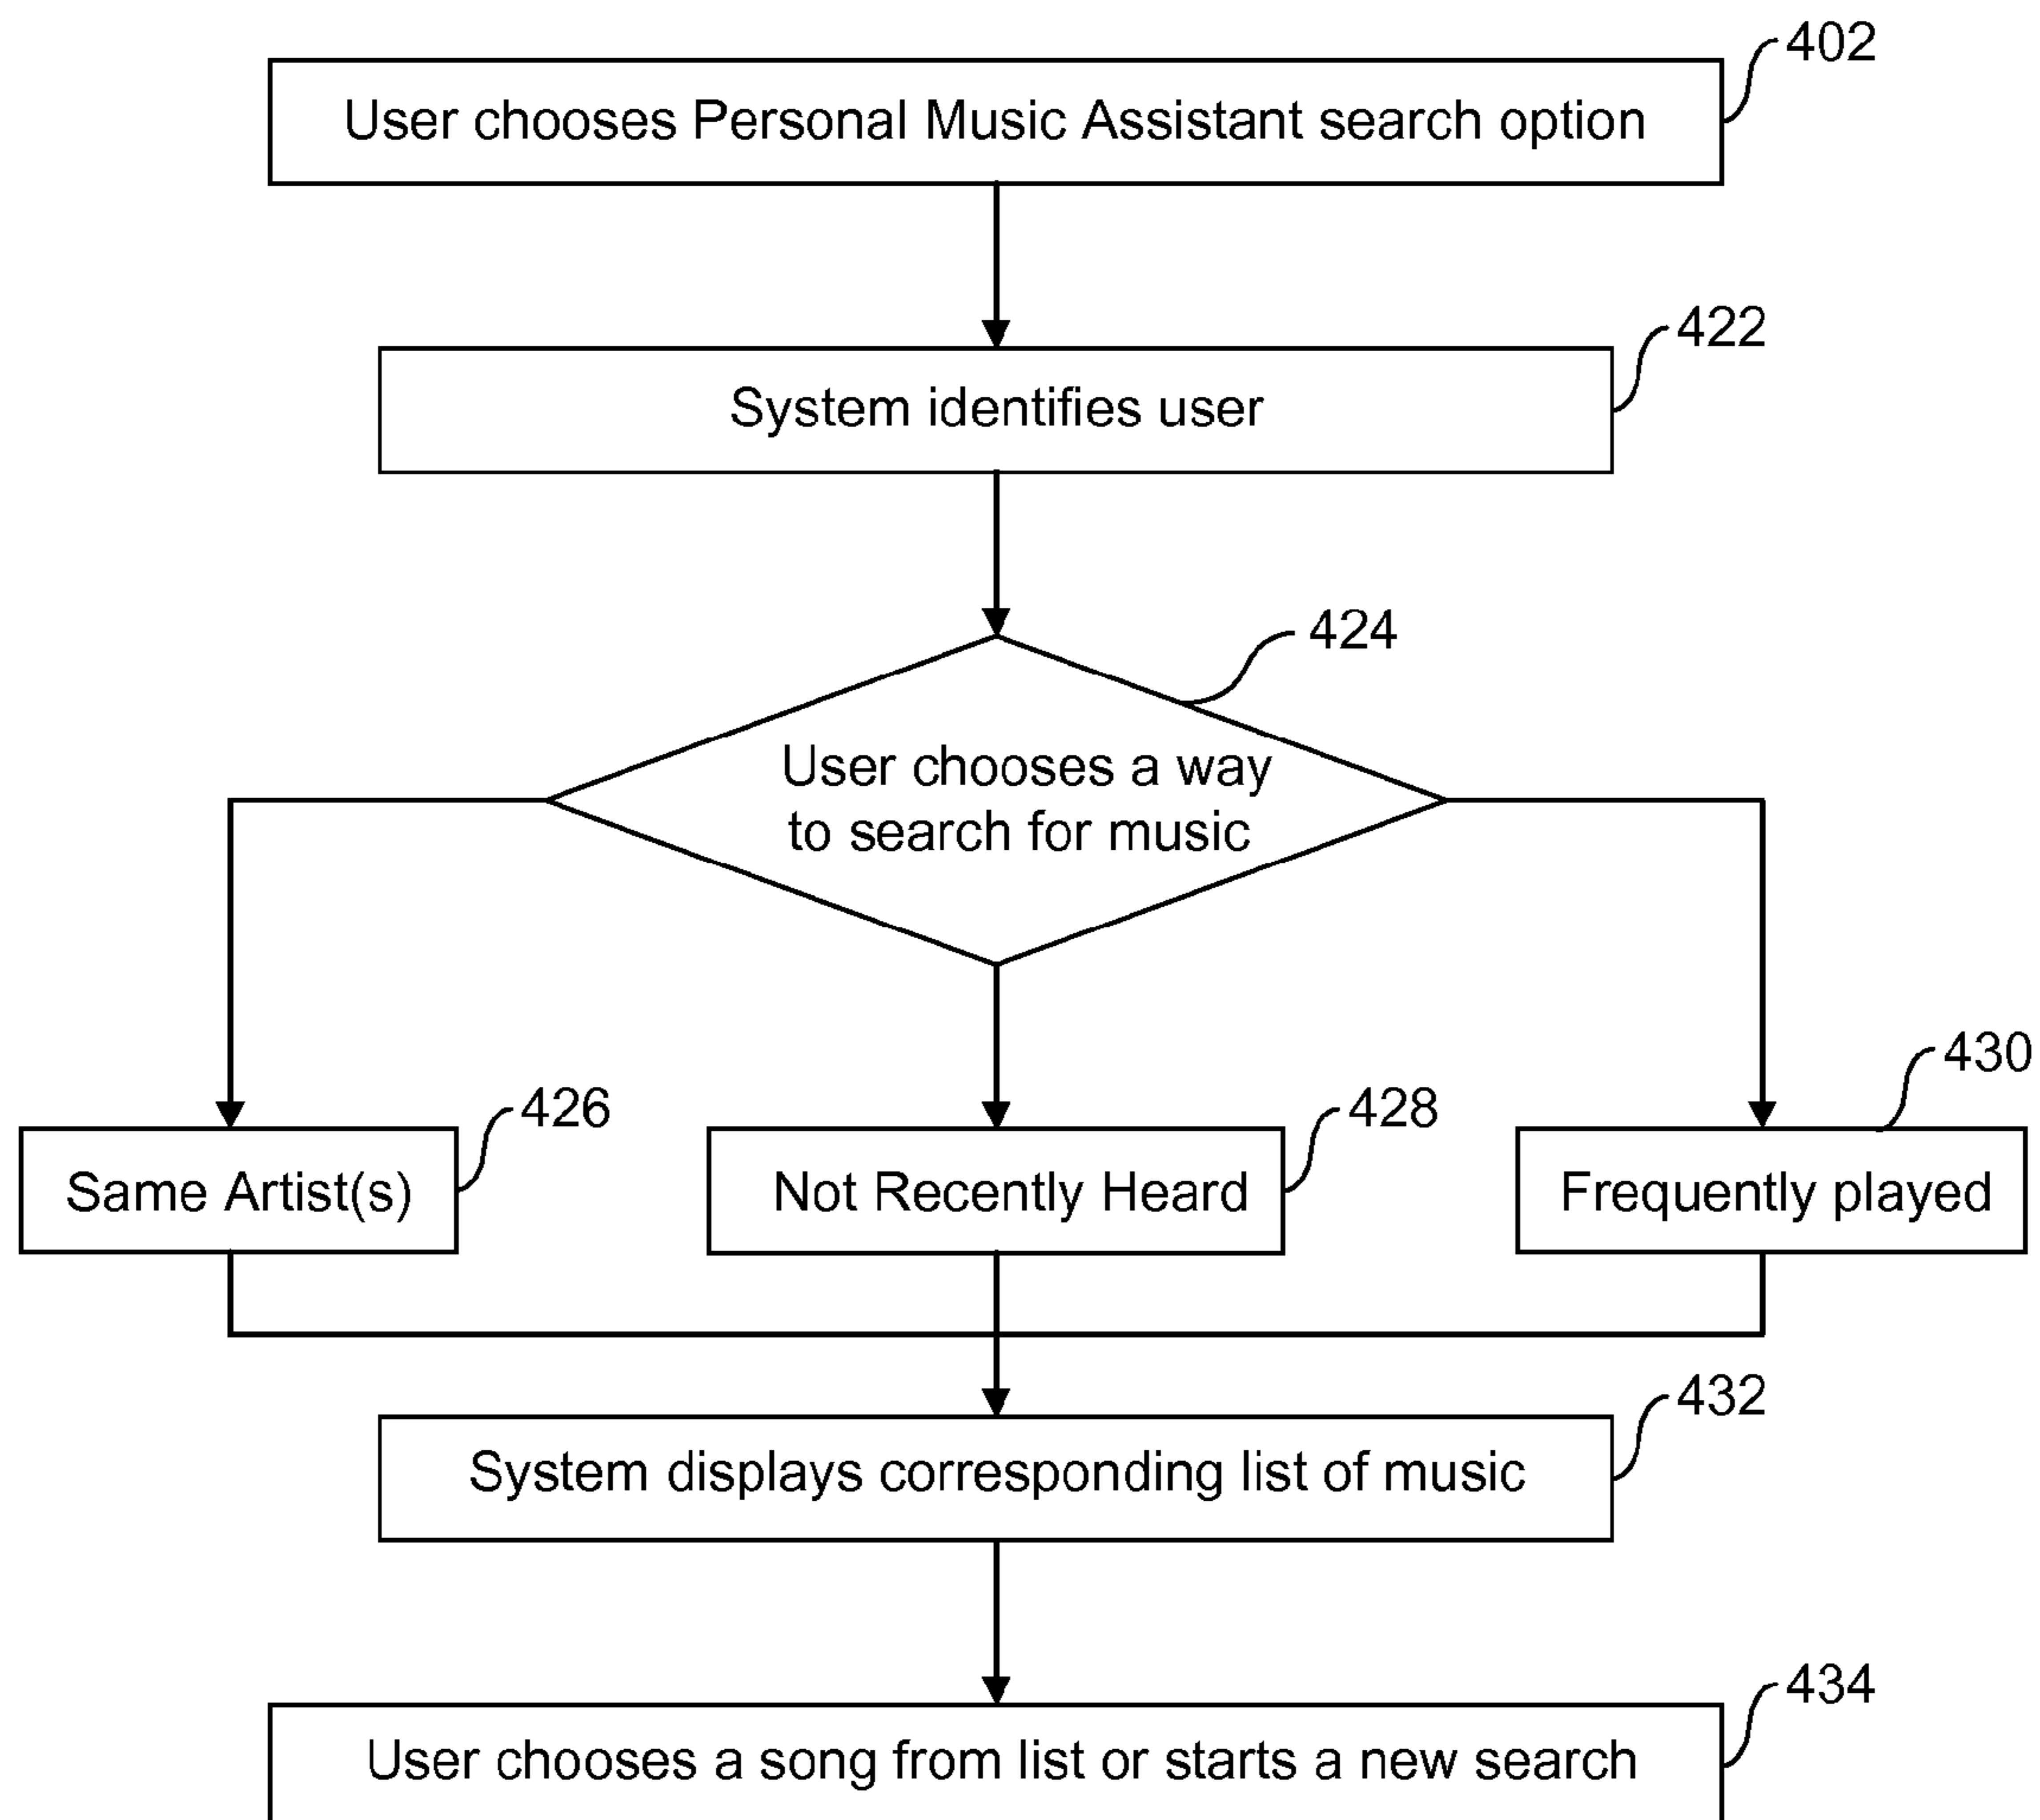 402
User chooses Personal Music Assistant search option
422
System identifies user
424
User chooses a way
to search for music
426
Same Artist(s)
428
Not Recently Heard
430
Frequently played
432
System displays corresponding list of music
434
User chooses a song from list or starts a new search